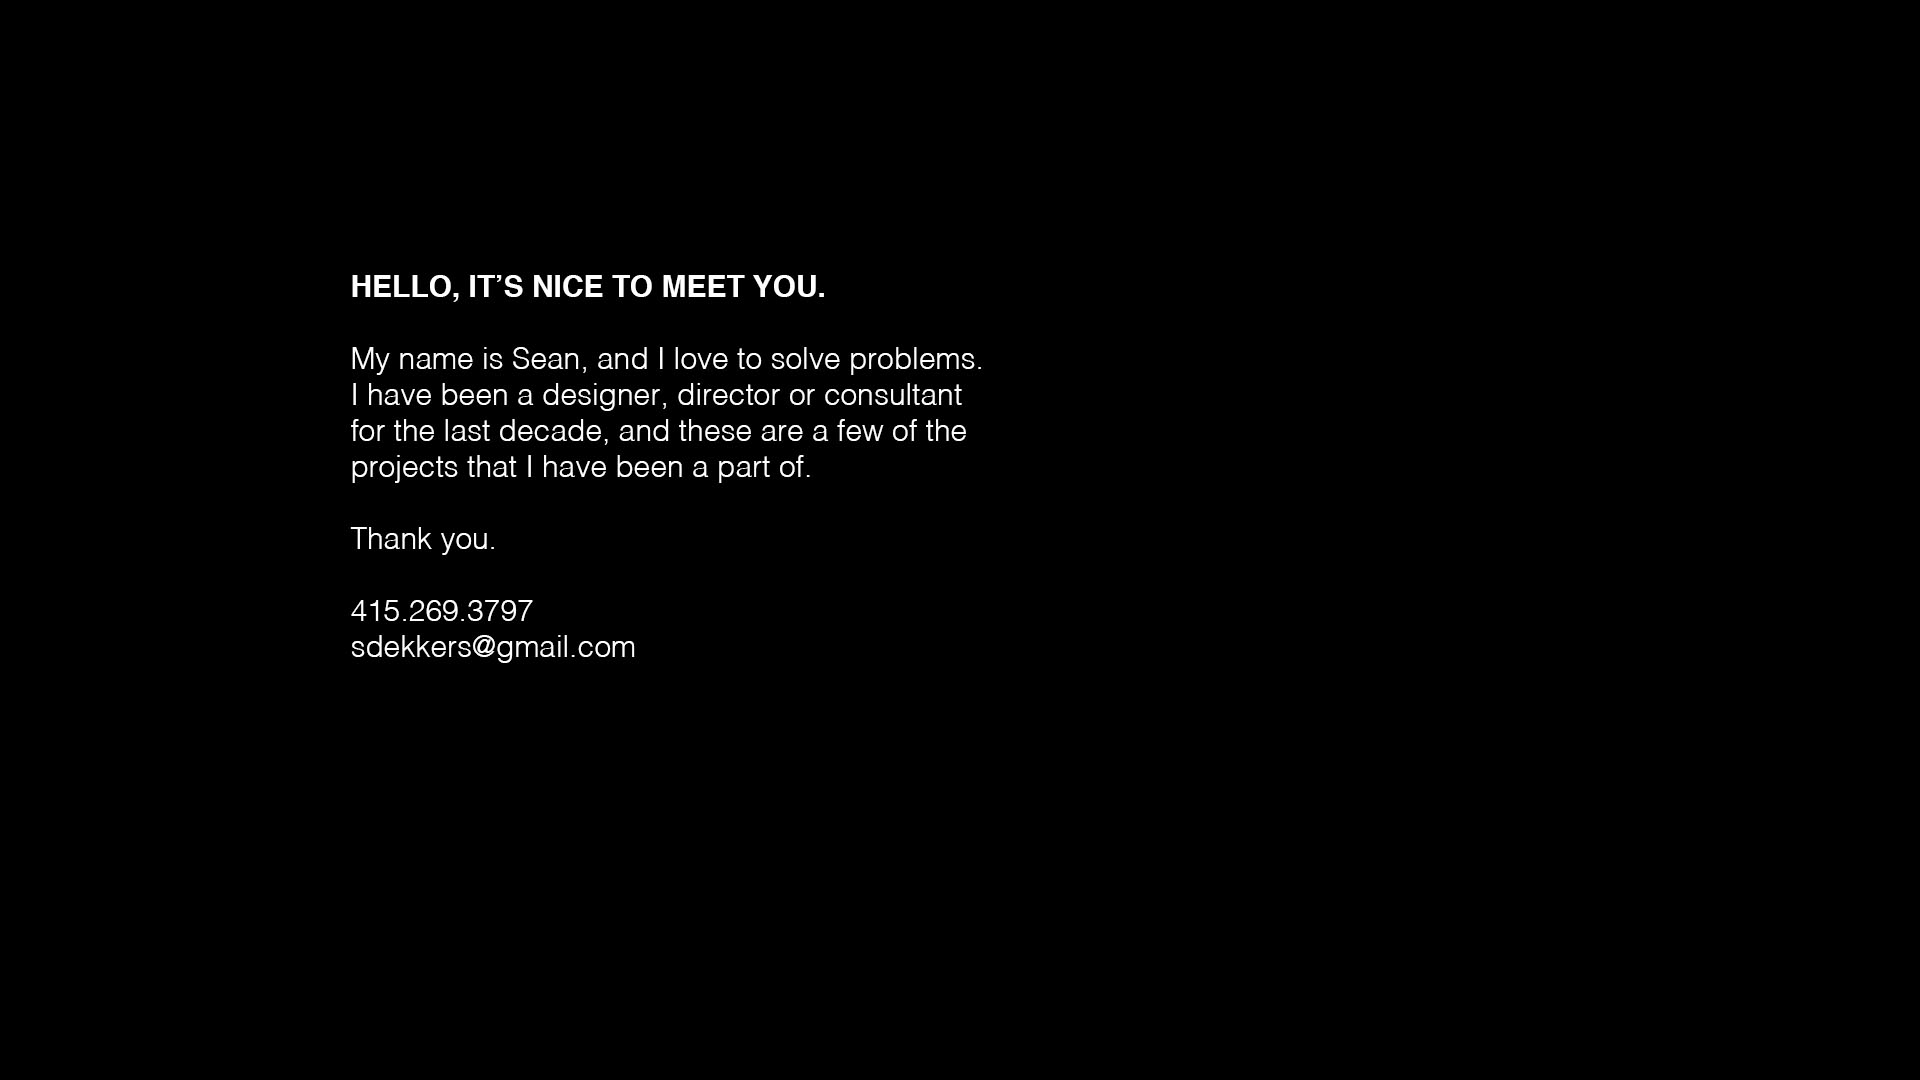 HELLO, IT’S NICE TO MEET YOU.
My name is Sean, and I love to solve problems.
I have been a designer, director or consultant
for the last decade, and these are a few of the
projects that I have been a part of.
Thank you.
415.269.3797
sdekkers@gmail.com